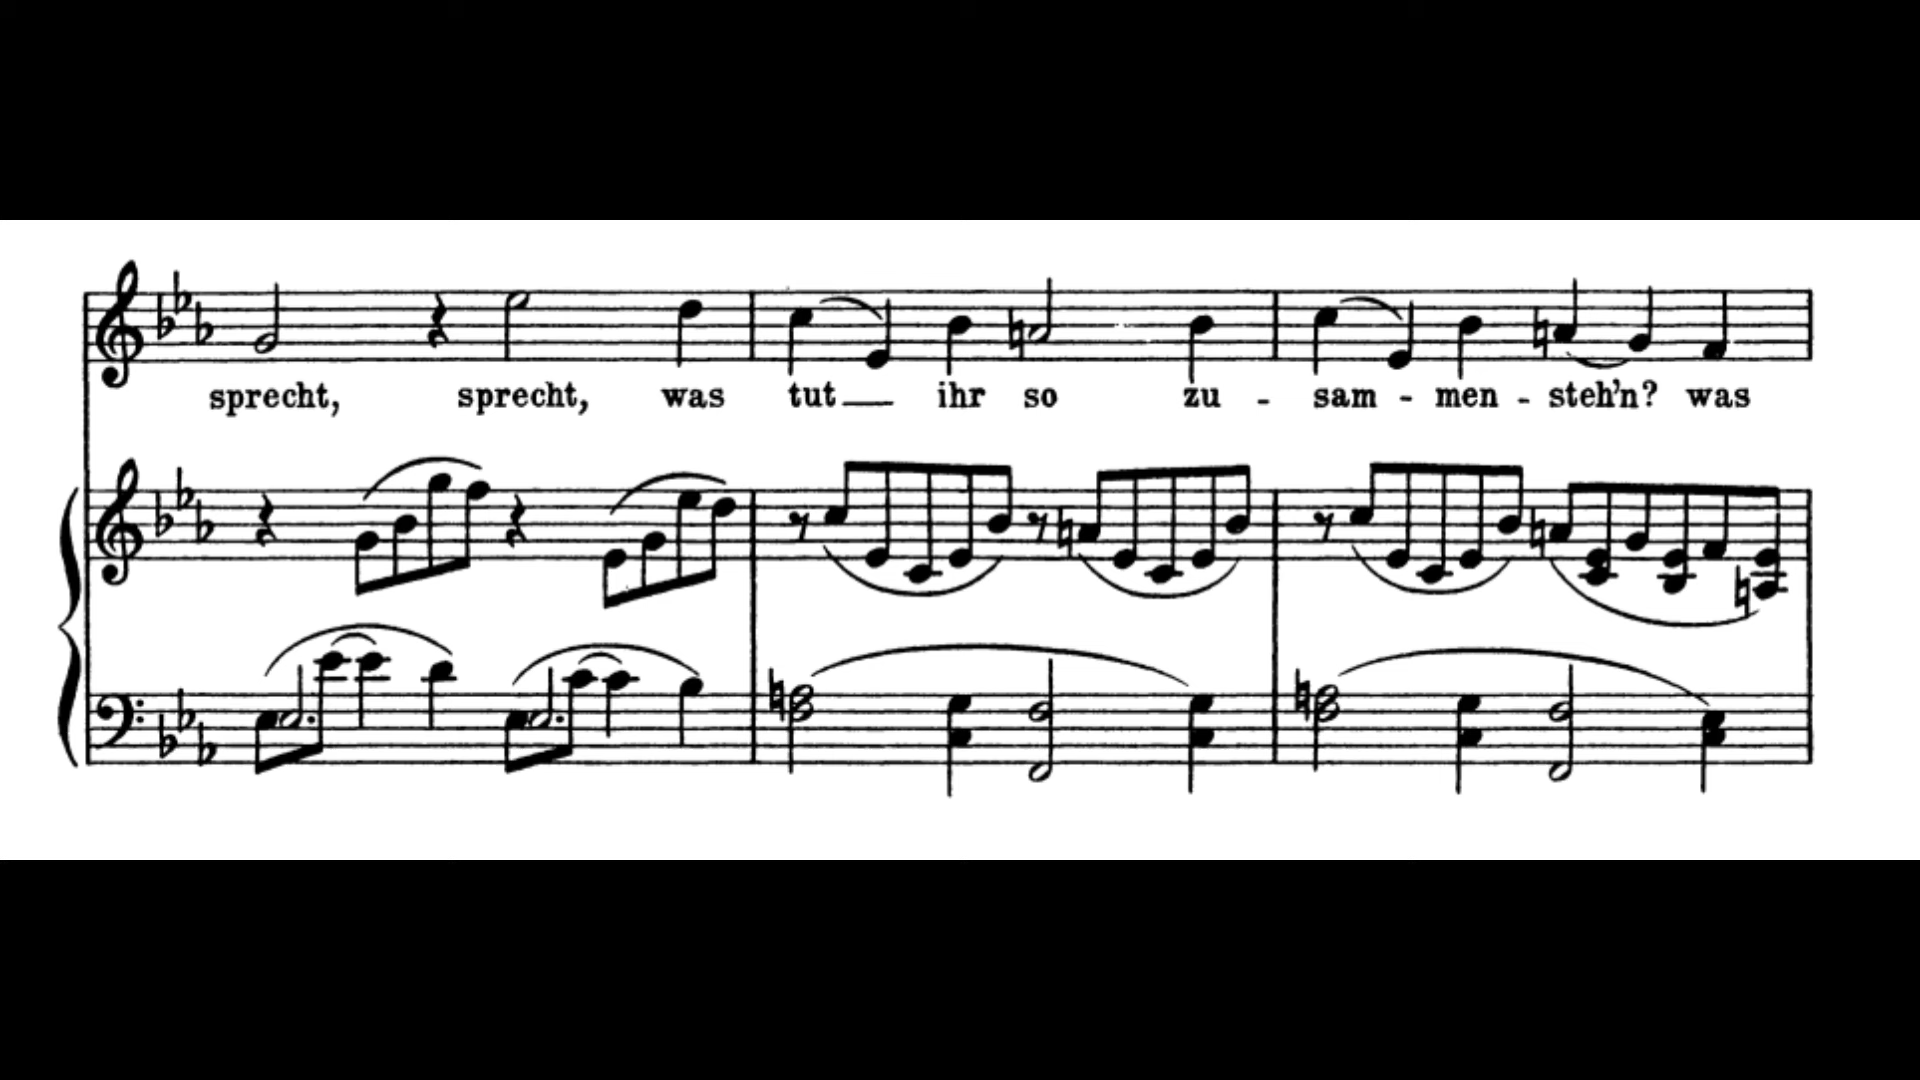 sprecht, sprecht, was tut ihr so zu - sam - men - steh'n? was